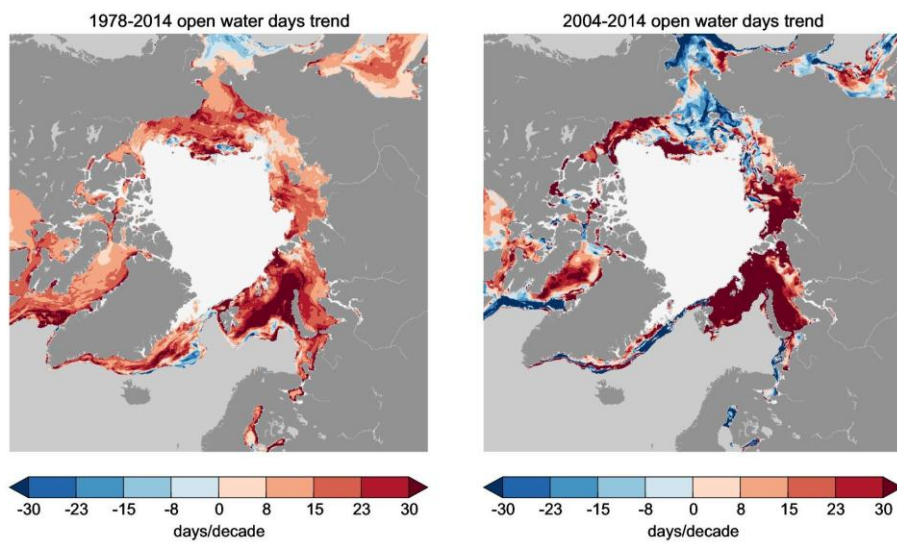 1978-2014 open water days trend
2004-2014 open water days trend
-30 -23 -15 -8 0 8 15 23 30
days/decade
-30 -23 -15 -8 0 8 15 23 30
days/decade